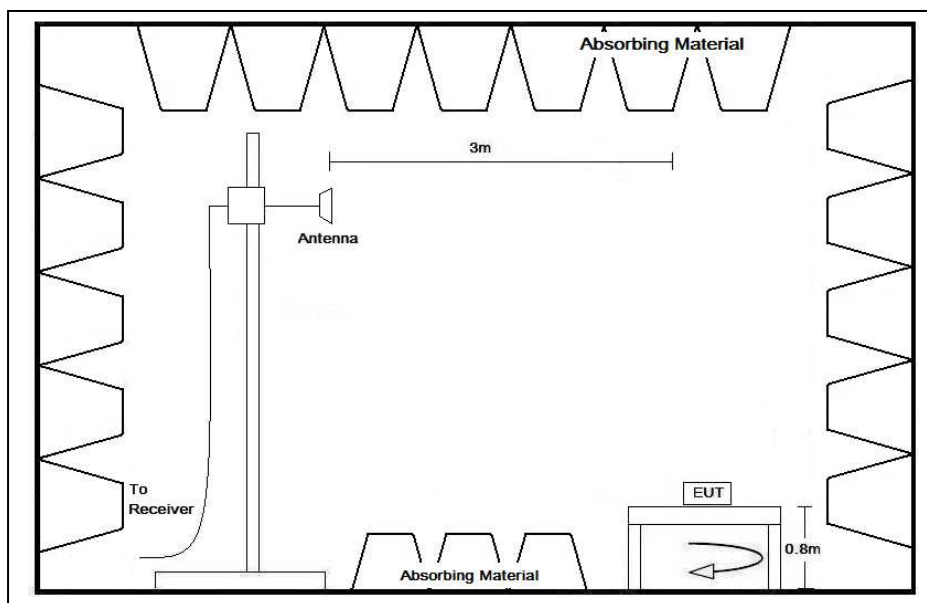 Absorbing Material
3m
Antenna
To
Receiver
EUT
0.8m
Absorbing Material